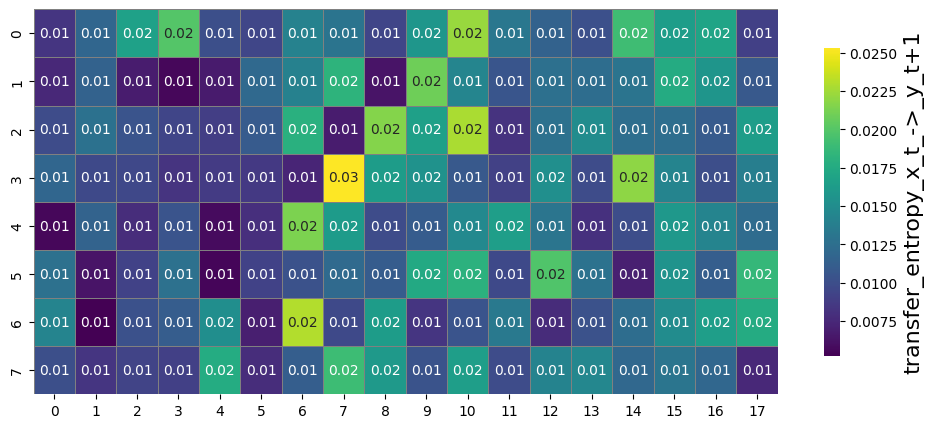 0 0.01 0.01 0.02 0.02 0.01 0.01 0.01 0.01 0.01 0.02 0.02 0.01 0.01 0.01 0.02 0.02 0.02 0.01
1 0.01 0.01 0.01 0.01 0.01 0.01 0.01 0.02 0.01 0.02 0.01 0.01 0.01 0.01 0.01 0.02 0.02 0.01
2 0.01 0.01 0.01 0.01 0.01 0.01 0.02 0.01 0.02 0.02 0.02 0.01 0.01 0.01 0.01 0.01 0.01 0.02
3 0.01 0.01 0.01 0.01 0.01 0.01 0.01 0.03 0.02 0.02 0.01 0.01 0.02 0.01 0.02 0.01 0.01 0.01
4 0.01 0.01 0.01 0.01 0.01 0.01 0.02 0.02 0.01 0.01 0.01 0.02 0.01 0.01 0.01 0.02 0.01 0.01
5 0.01 0.01 0.01 0.01 0.01 0.01 0.01 0.01 0.01 0.02 0.02 0.01 0.02 0.01 0.01 0.02 0.01 0.02
6 0.01 0.01 0.01 0.01 0.02 0.01 0.02 0.01 0.02 0.01 0.01 0.01 0.01 0.01 0.01 0.01 0.02 0.02
7 0.01 0.01 0.01 0.01 0.02 0.01 0.01 0.02 0.02 0.01 0.02 0.01 0.01 0.01 0.01 0.01 0.01 0.01
0 1 2 3 4 5 6 7 8 9 10 11 12 13 14 15 16 17
0.0250
0.0225
0.0200
0.0175
0.0150
0.0125
0.0100
0.0075
transfer_entropy_x_t_->_y_t+1